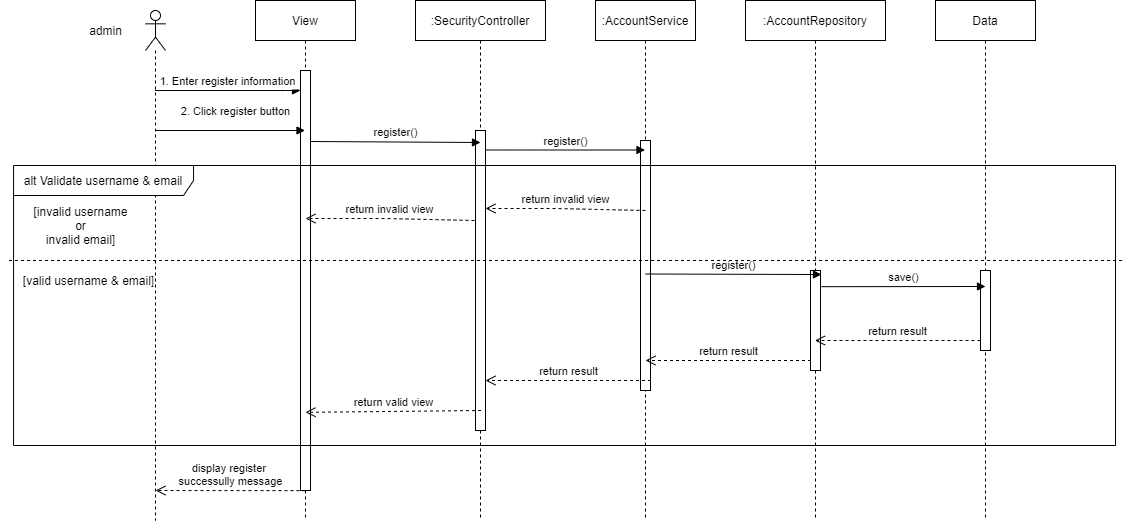 admin
View
:SecurityController
:AccountService
:AccountRepository
Data
1. Enter register information
2. Click register button
register()
register()
alt Validate username & email
return invalid view
return invalid view
[invalid username
or
invalid email]
register()
[valid username & email]
save()
return result
return result
return result
return valid view
display register
successully message